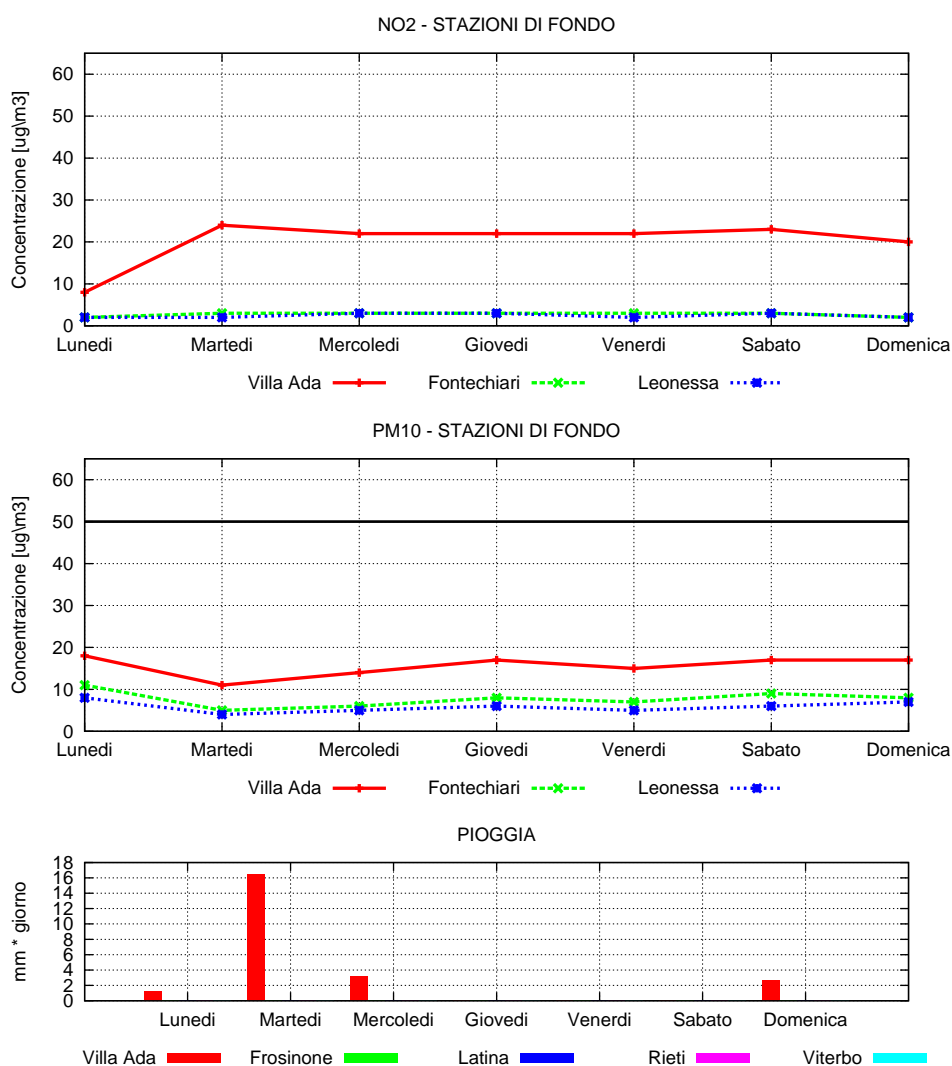 NO2 - STAZIONI DI FONDO
Concentrazione [ug\m3]
60
50
40
30
20
10
0
Lunedi Martedi Mercoledi Giovedi Venerdi Sabato Domenica
Villa Ada Fontechiari Leonessa
PM10 - STAZIONI DI FONDO
Concentrazione [ug\m3]
60
50
40
30
20
10
0
Lunedi Martedi Mercoledi Giovedi Venerdi Sabato Domenica
Villa Ada Fontechiari Leonessa
PIOGGIA
mm * giorno
18
16
14
12
10
8
6
4
2
0
Lunedi Martedi Mercoledi Giovedi Venerdi Sabato Domenica
Villa Ada Frosinone Latina Rieti Viterbo